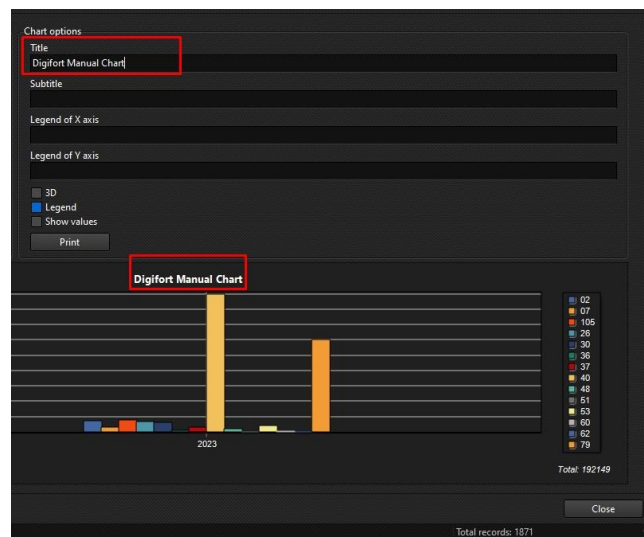 Chart options
Title
Digifort Manual Chart
Subtitle
Legend of X axis
Legend of Y axis
3D
Legend
Show values
Print
Digifort Manual Chart
02
07
105
26
30
36
37
40
48
51
53
60
62
79
2023
Total: 192149
Close
Total records: 1871